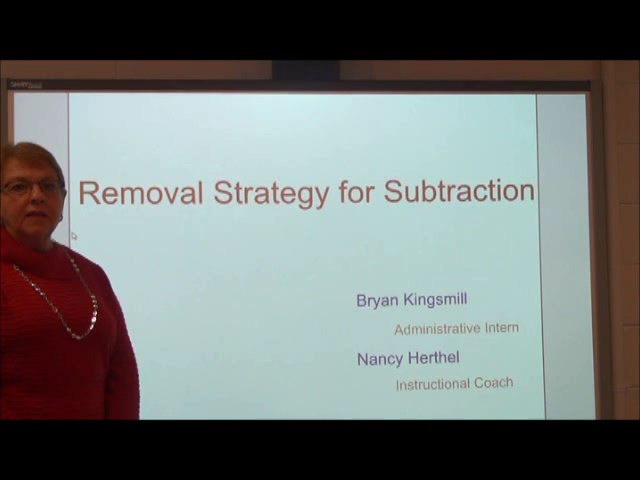 Removal Strategy for Subtraction
Bryan Kingsmill
Administrative Intern
Nancy Herthel
Instructional Coach